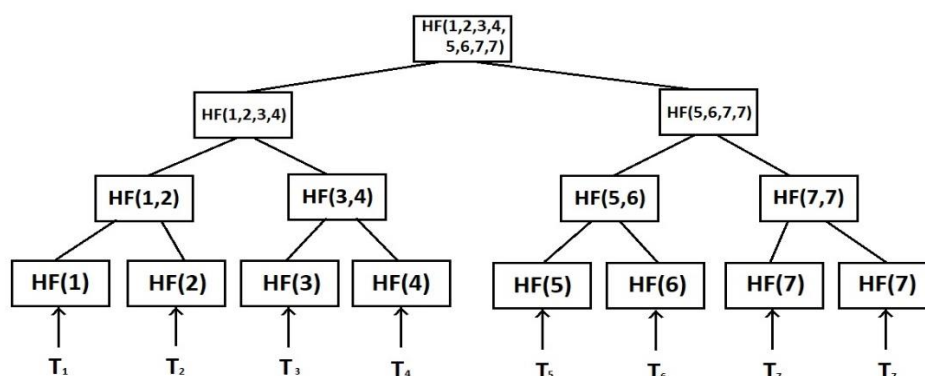 HF(1,2,3,4,
5,6,7,7)
HF(1,2,3,4)
HF(5,6,7,7)
HF(1,2)
HF(3,4)
HF(5,6)
HF(7,7)
HF(1)
HF(2)
HF(3)
HF(4)
HF(5)
HF(6)
HF(7)
HF(7)
T₁
T₂
T₃
T₄
T₅
T₆
T₇
T₇